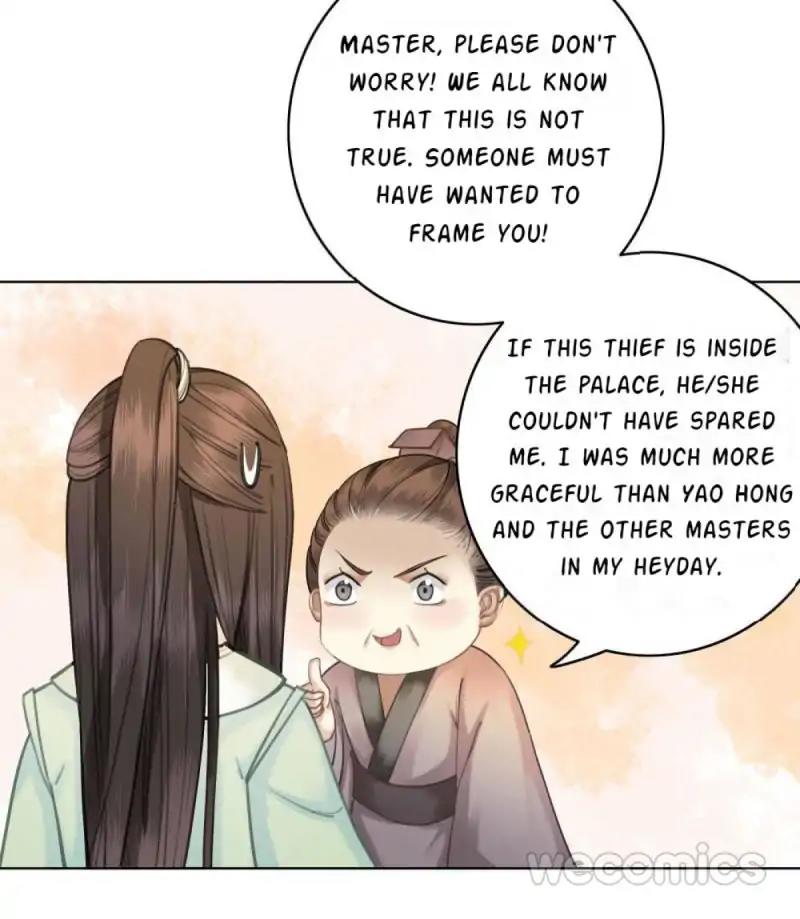 MASTER, PLEASE DON'T
WORRY! WE ALL KNOW
THAT THIS IS NOT
TRUE. SOMEONE MUST
HAVE WANTED TO
FRAME YOU!
IF THIS THIEF IS INSIDE
THE PALACE, HE/SHE
COULDN'T HAVE SPARED
ME. I WAS MUCH MORE
GRACEFUL THAN YAO HONG
AND THE OTHER MASTERS
IN MY HEYDAY.
wecomics